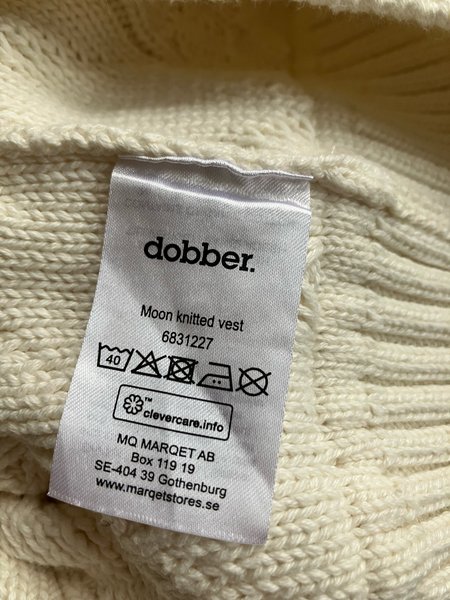 dobber.
Moon knitted vest
6831227
40
TM
clevercare.info
MQ MARQET AB
Box 119 19
SE-404 39 Gothenburg
www.marqetstores.se